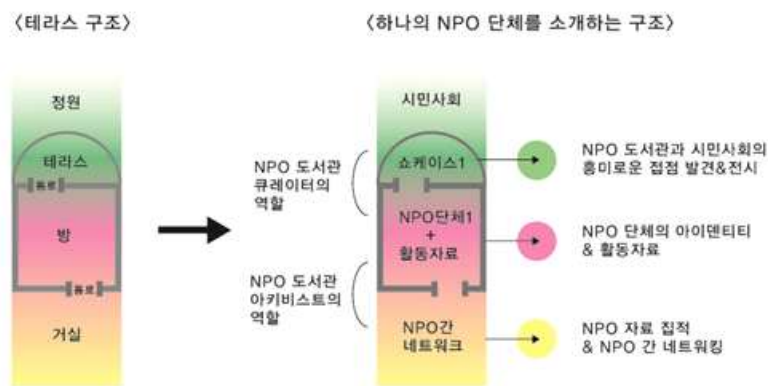 〈테라스 구조〉
정원
테라스
통로
방
통로
거실
〈하나의 NPO 단체를 소개하는 구조〉
시민사회
쇼케이스1
NPO단체1
+
활동자료
NPO간
네트워크
NPO 도서관
큐레이터의
역할
NPO 도서관
아키비스트의
역할
NPO 도서관과 시민사회의
흥미로운 접점 발견&전시
NPO 단체의 아이덴티티
& 활동자료
NPO 자료 집적
& NPO 간 네트워킹